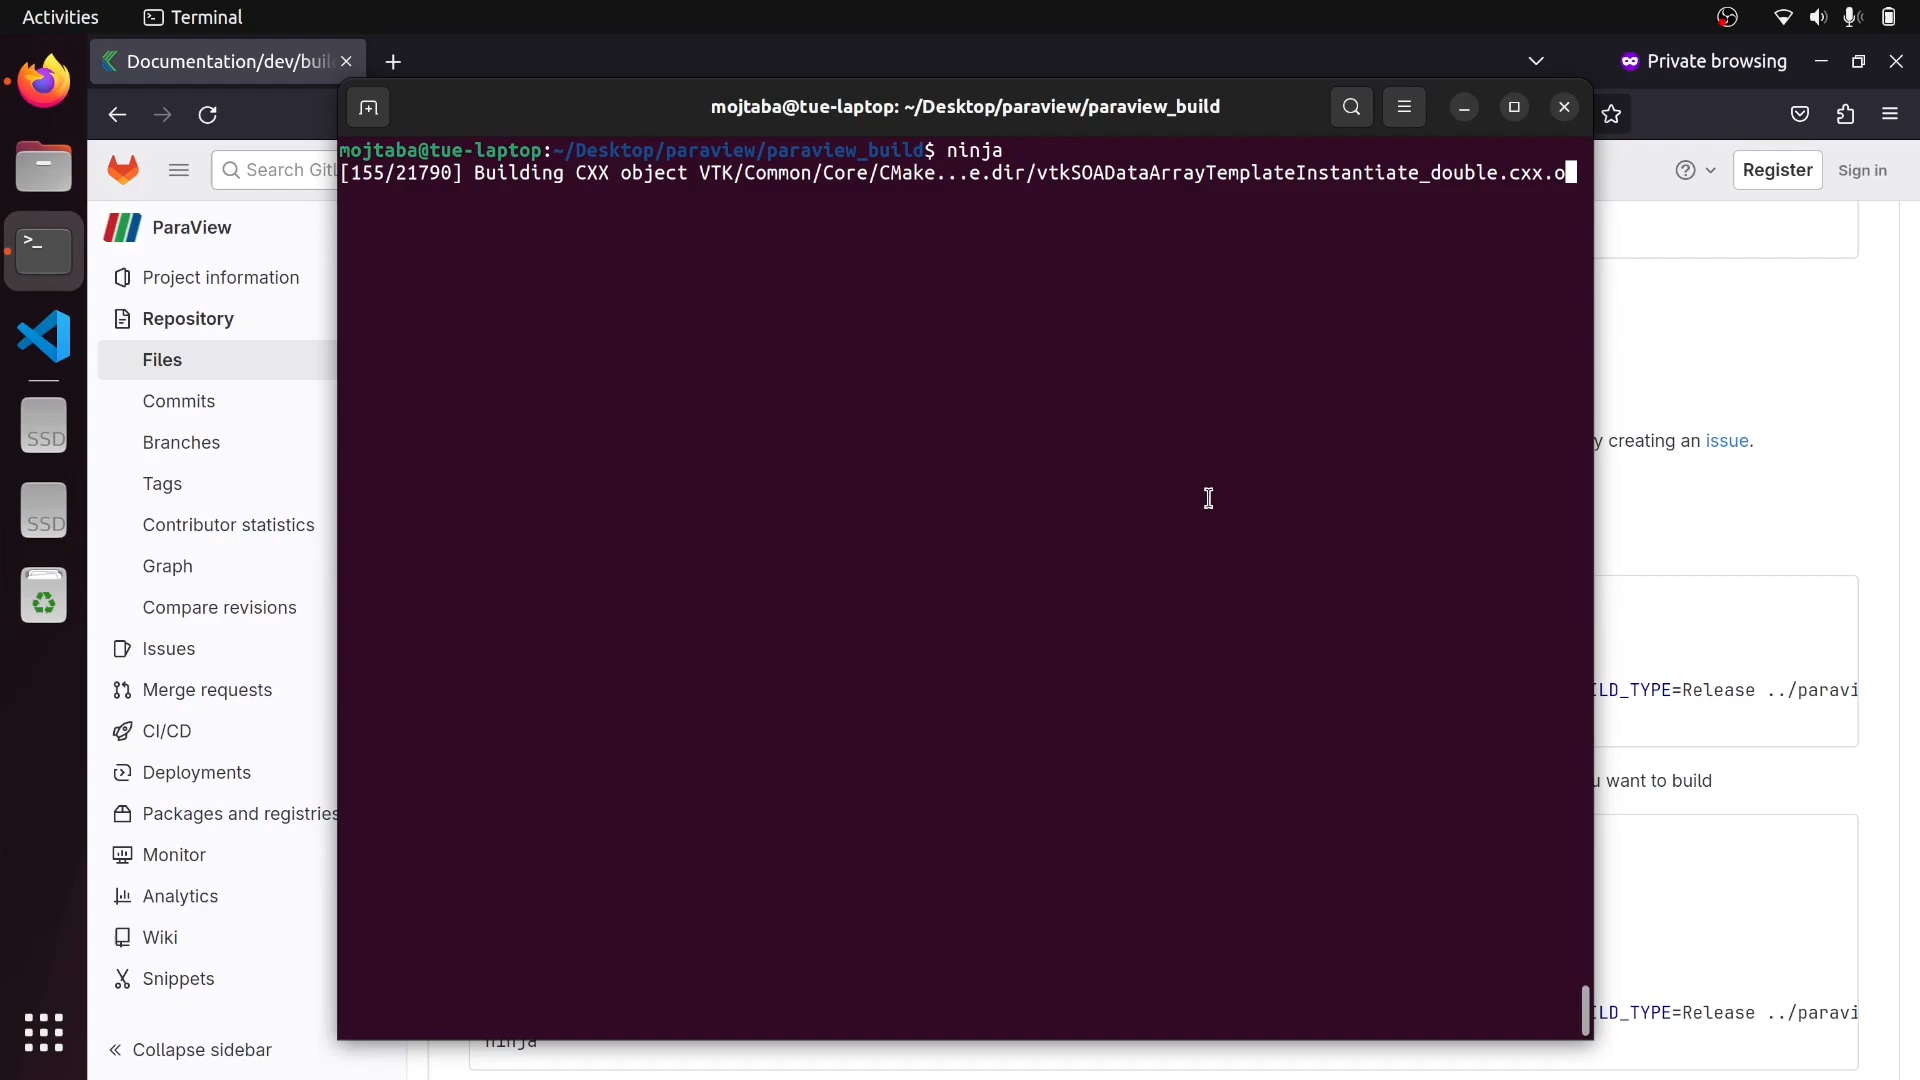 Activities
Terminal
Documentation/dev/buil
Private browsing
mojtaba@tue-laptop: ~/Desktop/paraview/paraview_build
mojtaba@tue-laptop:~/Desktop/paraview/paraview_build$ ninja
[155/21790] Building CXX object VTK/Common/Core/CMake...e.dir/vtkSOADataArrayTemplateInstantiate_double.cxx.o
Search GitL
Register
Sign in
ParaView
Project information
Repository
Files
Commits
Branches
Tags
Contributor statistics
Graph
Compare revisions
Issues
Merge requests
CI/CD
Deployments
Packages and registries
Monitor
Analytics
Wiki
Snippets
Collapse sidebar
SSD
SSD
y creating an issue.
ILD_TYPE=Release ../paravi
u want to build
ILD_TYPE=Release ../paravi
ninja